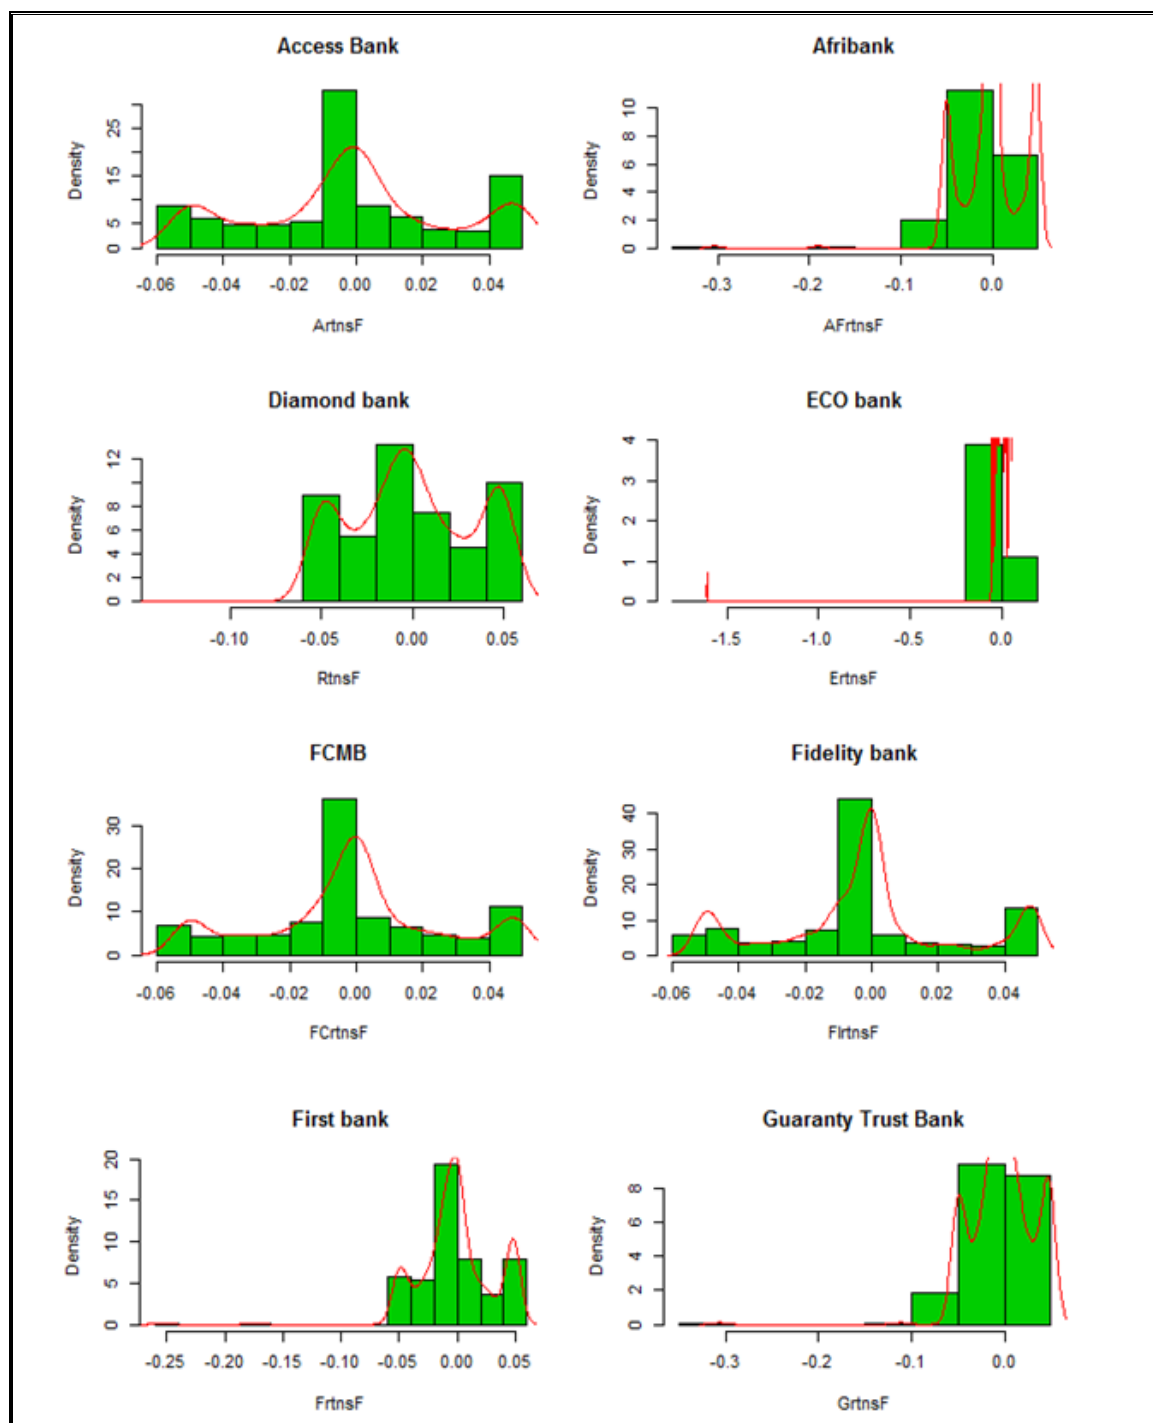 Access Bank
Density
0 5 15 25
-0.06 -0.04 -0.02 0.00 0.02 0.04
ArtnsF
Afribank
Density
0 2 4 6 8 10
-0.3 -0.2 -0.1 0.0
AFrtnsF
Diamond bank
Density
0 2 4 6 8 12
-0.10 -0.05 0.00 0.05
RtnsF
ECO bank
Density
0 1 2 3 4
-1.5 -1.0 -0.5 0.0
ErtnsF
FCMB
Density
0 10 20 30
-0.06 -0.04 -0.02 0.00 0.02 0.04
FCrtnsF
Fidelity bank
Density
0 10 20 30 40
-0.06 -0.04 -0.02 0.00 0.02 0.04
FIrtnsF
First bank
Density
0 5 10 15 20
-0.25 -0.20 -0.15 -0.10 -0.05 0.00 0.05
FrtnsF
Guaranty Trust Bank
Density
0 2 4 6 8
-0.3 -0.2 -0.1 0.0
GrtnsF